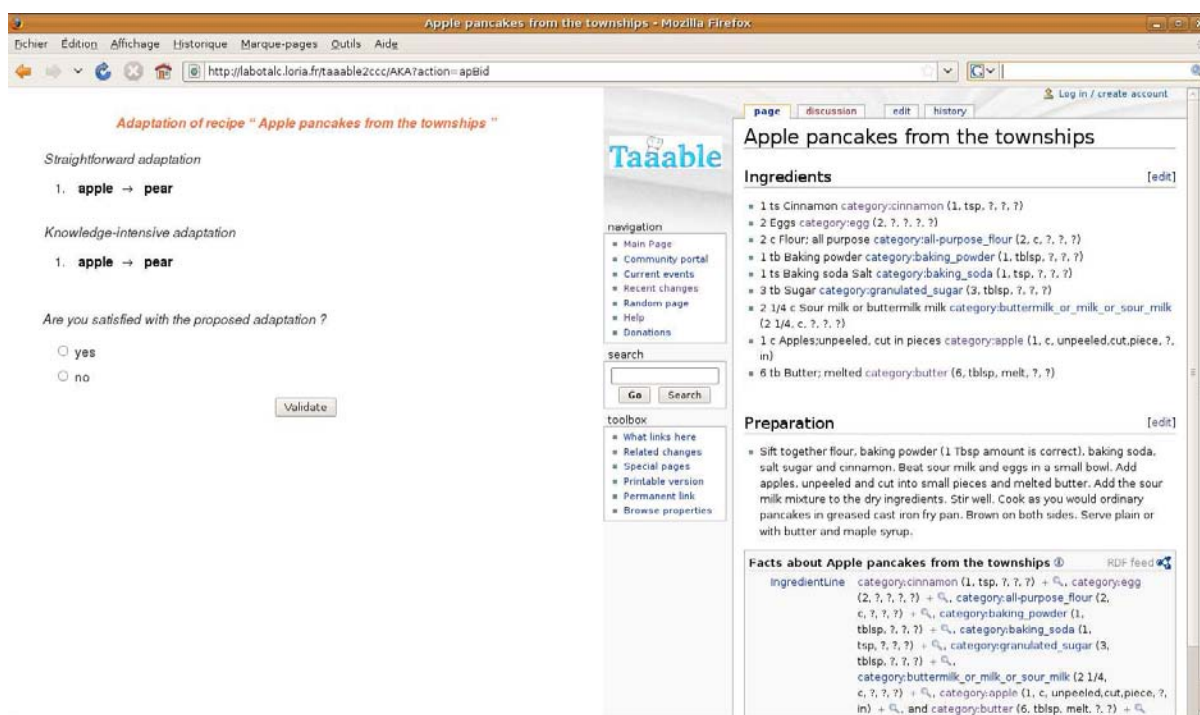 Apple pancakes from the townships - Mozilla Firefox
Fichier Édition Affichage Historique Marque-pages Outils Aide
http://labotalc.loria.fr/taaable2ccc/AKA?action=apBid
Adaptation of recipe “ Apple pancakes from the townships ”
Straightforward adaptation
1. apple → pear
Knowledge-intensive adaptation
1. apple → pear
Are you satisfied with the proposed adaptation ?
yes
no
Validate
Taaable
navigation
Main Page
Community portal
Current events
Recent changes
Random page
Help
Donations
search
Go Search
toolbox
What links here
Related changes
Special pages
Printable version
Permanent link
Browse properties
Log in / create account
page discussion edit history
Apple pancakes from the townships
Ingredients [edit]
1 ts Cinnamon category:cinnamon (1, tsp, ?, ?, ?)
2 Eggs category:egg (2, ?, ?, ?, ?)
2 c Flour; all purpose category:all-purpose_flour (2, c, ?, ?, ?)
1 tb Baking powder category:baking_powder (1, tblsp, ?, ?, ?)
1 ts Baking soda Salt category:baking_soda (1, tsp, ?, ?, ?)
3 tb Sugar category:granulated_sugar (3, tblsp, ?, ?, ?)
2 1/4 c Sour milk or buttermilk milk category:buttermilk_or_milk_or_sour_milk
(2 1/4, c, ?, ?, ?)
1 c Apples;unpeeled, cut in pieces category:apple (1, c, unpeeled,cut,piece, ?,
in)
6 tb Butter; melted category:butter (6, tblsp, melt, ?, ?)
Preparation [edit]
Sift together flour, baking powder (1 Tbsp amount is correct), baking soda,
salt sugar and cinnamon. Beat sour milk and eggs in a small bowl. Add
apples, unpeeled and cut into small pieces and melted butter. Add the sour
milk mixture to the dry ingredients. Stir well. Cook as you would ordinary
pancakes in greased cast iron fry pan. Brown on both sides. Serve plain or
with butter and maple syrup.
Facts about Apple pancakes from the townships RDF feed
IngredientLine category:cinnamon (1, tsp, ?, ?, ?) + , category:egg
(2, ?, ?, ?, ?) + , category:all-purpose_flour (2,
c, ?, ?, ?) + , category:baking_powder (1,
tblsp, ?, ?, ?) + , category:baking_soda (1,
tsp, ?, ?, ?) + , category:granulated_sugar (3,
tblsp, ?, ?, ?) + ,
category:buttermilk_or_milk_or_sour_milk (2 1/4,
c, ?, ?, ?) + , category:apple (1, c, unpeeled,cut,piece, ?,
in) + , and category:butter (6, tblsp, melt, ?, ?) +